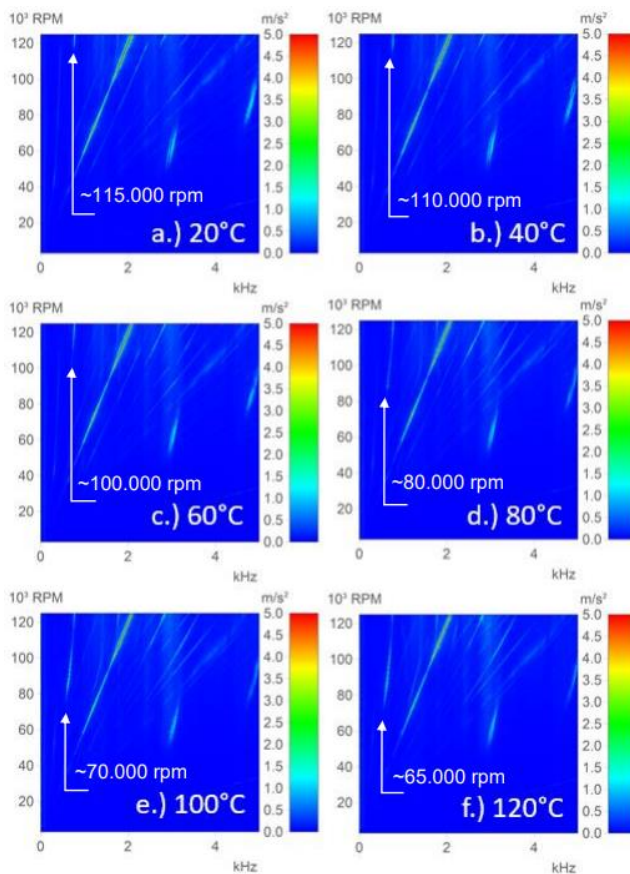 10³ RPM m/s² 10³ RPM m/s²
120 5.0 120 5.0
4.5 4.5
100 4.0 100 4.0
3.5 3.5
80 3.0 80 3.0
60 2.5 60 2.5
2.0 2.0
40 ~115.000 rpm 1.5 40 ~110.000 rpm 1.5
20 1.0 20 1.0
a.) 20°C 0.5 b.) 40°C 0.5
0.0 0.0
0 2 4 0 2 4
kHz kHz
10³ RPM m/s² 10³ RPM m/s²
120 5.0 120 5.0
4.5 4.5
100 4.0 100 4.0
3.5 3.5
80 3.0 80 3.0
60 2.5 60 2.5
2.0 2.0
40 ~100.000 rpm 1.5 40 ~80.000 rpm 1.5
20 1.0 20 1.0
c.) 60°C 0.5 d.) 80°C 0.5
0.0 0.0
0 2 4 0 2 4
kHz kHz
10³ RPM m/s² 10³ RPM m/s²
120 5.0 120 5.0
4.5 4.5
100 4.0 100 4.0
3.5 3.5
80 3.0 80 3.0
60 2.5 60 2.5
2.0 2.0
40 ~70.000 rpm 1.5 40 ~65.000 rpm 1.5
20 1.0 20 1.0
e.) 100°C 0.5 f.) 120°C 0.5
0.0 0.0
0 2 4 0 2 4
kHz kHz